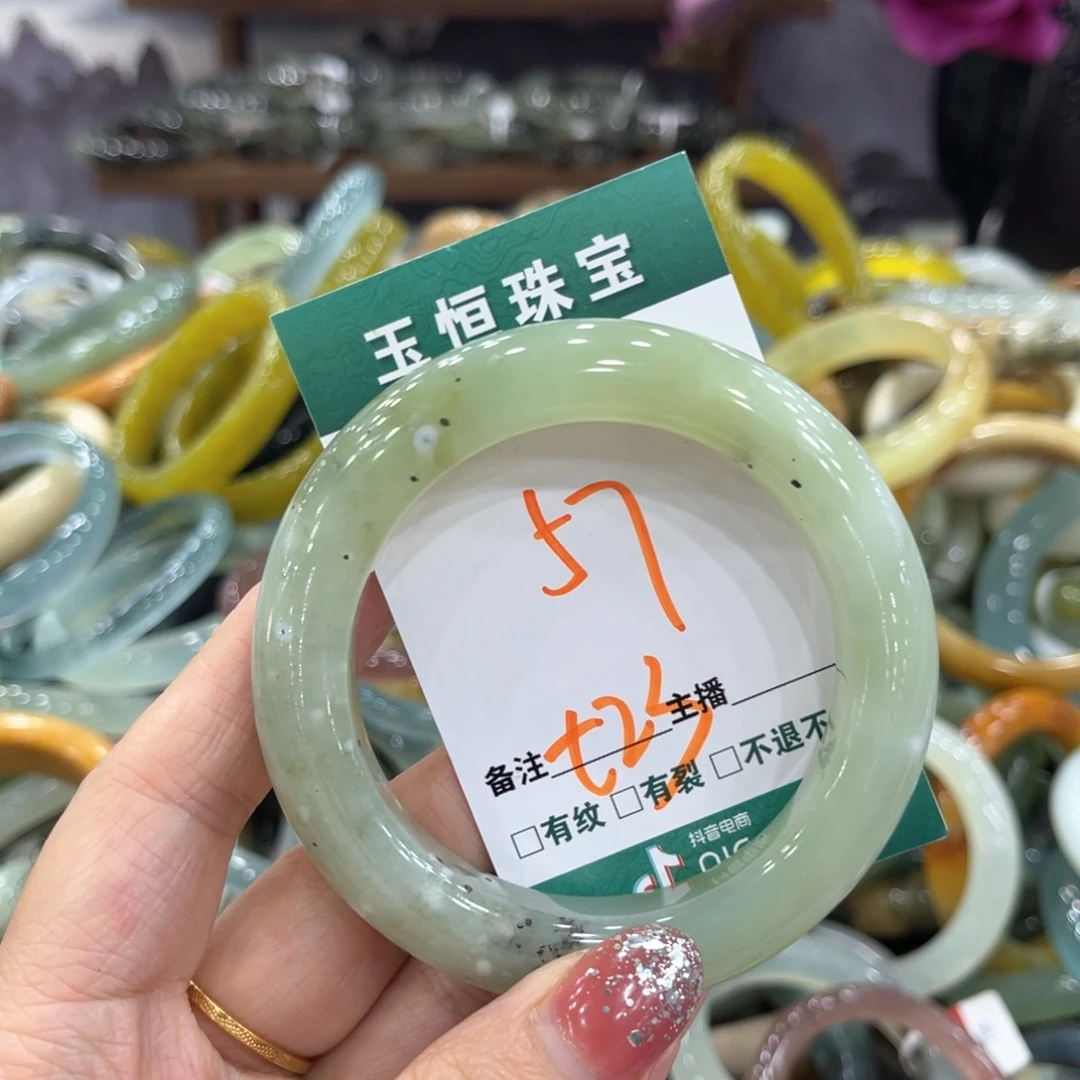 玉恒珠宝
57
主播
备注
□有纹 □有裂 □不退不
抖音电商